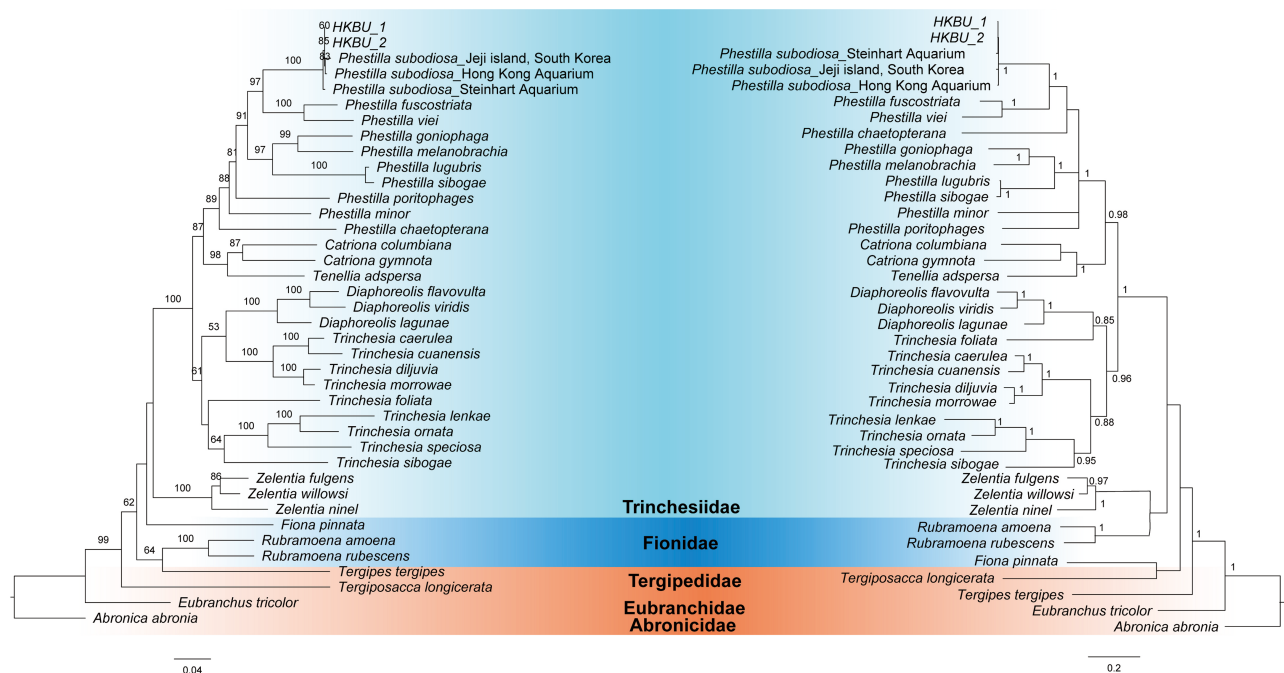 60
HKBU_1
85
HKBU_2
83
Phestilla subodiosa_Jeji island, South Korea
100
Phestilla subodiosa_Hong Kong Aquarium
97
Phestilla subodiosa_Steinhart Aquarium
100
Phestilla fuscostriata
91
Phestilla viei
99
Phestilla goniophaga
97
Phestilla melanobrachia
81
100
Phestilla lugubris
88
Phestilla sibogae
89
Phestilla poritophages
Phestilla minor
87
Phestilla chaetopterana
87
Catriona columbiana
98
Catriona gymnota
Tenellia adspersa
100
Diaphoreolis flavovulta
100
Diaphoreolis viridis
100
53
Diaphoreolis lagunae
100
Trinchesia caerulea
100
Trinchesia cuanensis
61
100
Trinchesia diljuvia
Trinchesia morrowae
Trinchesia foliata
100
Trinchesia lenkae
100
Trinchesia ornata
64
Trinchesia speciosa
Trinchesia sibogae
86
Zelentia fulgens
100
Zelentia willowsi
62
Zelentia ninel
Fiona pinnata
99
100
Rubramoena amoena
64
Rubramoena rubescens
Tergipes tergipes
Tergiposacca longicerata
Eubranchus tricolor
Abronica abronia
0.04
Trinchesiidae
Fionidae
Tergipedidae
Eubranchidae
Abronicidae
HKBU_1
HKBU_2
Phestilla subodiosa_Steinhart Aquarium
Phestilla subodiosa_Jeji island, South Korea
1
1
Phestilla subodiosa_Hong Kong Aquarium
Phestilla fuscostriata
1
1
Phestilla viei
Phestilla chaetopterana
1
Phestilla goniophaga
1
Phestilla melanobrachia
1
1
Phestilla lugubris
Phestilla sibogae
1
Phestilla minor
0.98
Phestilla poritophages
Catriona columbiana
Catriona gymnota
1
Tenellia adspersa
1
Diaphoreolis flavovulta
1
Diaphoreolis viridis
1
Diaphoreolis lagunae
0.85
Trinchesia foliata
Trinchesia caerulea
1
Trinchesia cuanensis
1
0.96
Trinchesia diljuvia
1
Trinchesia morrowae
0.88
Trinchesia lenkae
1
Trinchesia ornata
1
Trinchesia speciosa
0.95
Trinchesia sibogae
Zelentia fulgens
0.97
Zelentia willowsi
1
Zelentia ninel
Rubramoena amoena
1
Rubramoena rubescens
1
Fiona pinnata
Tergiposacca longicerata
1
Tergipes tergipes
Eubranchus tricolor
Abronica abronia
0.2